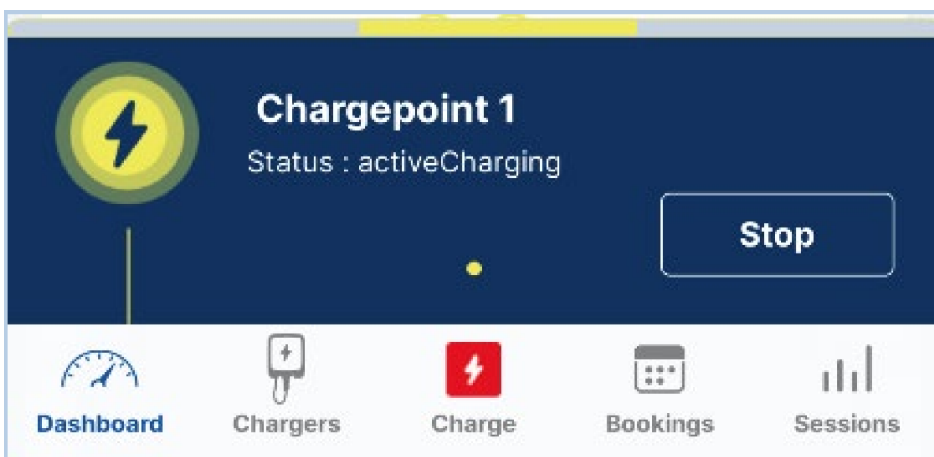 Chargepoint 1
Status : activeCharging
Stop
Dashboard Chargers Charge Bookings Sessions